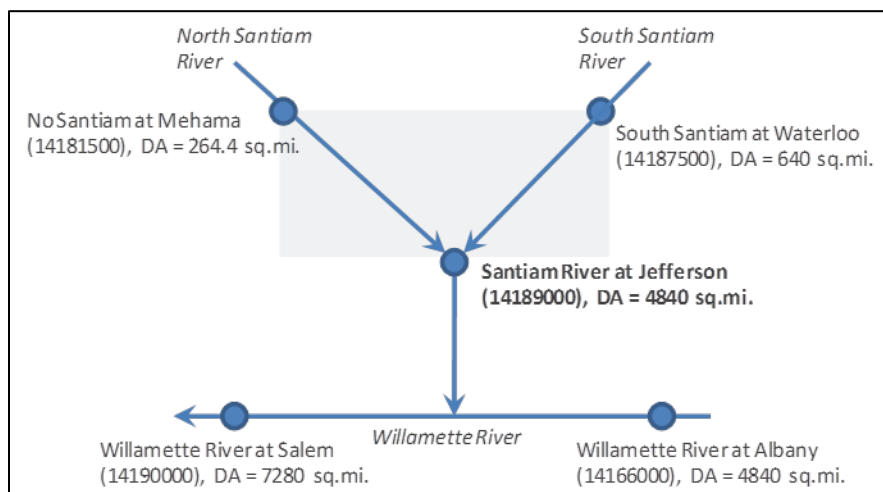 North Santiam
River
South Santiam
River
No Santiam at Mehama
(14181500), DA = 264.4 sq.mi.
South Santiam at Waterloo
(14187500), DA = 640 sq.mi.
Santiam River at Jefferson
(14189000), DA = 4840 sq.mi.
Willamette River
Willamette River at Salem
(14190000), DA = 7280 sq.mi.
Willamette River at Albany
(14166000), DA = 4840 sq.mi.